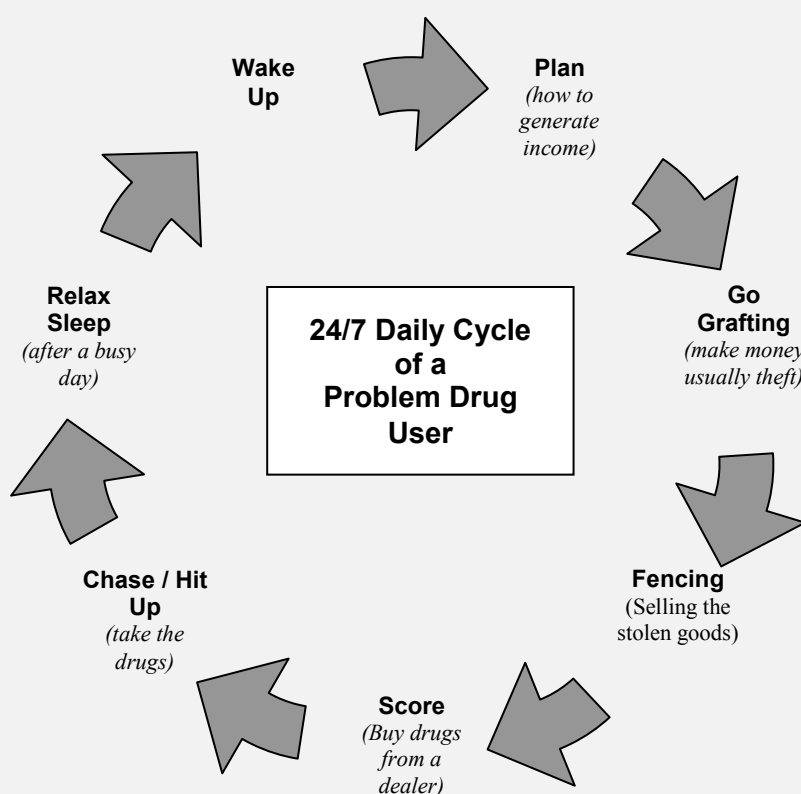 Wake
Up
Plan
(how to
generate
income)
Go
Grafting
(make money
usually theft)
Fencing
(Selling the
stolen goods)
Score
(Buy drugs
from a
dealer)
Chase / Hit
Up
(take the
drugs)
Relax
Sleep
(after a busy
day)
24/7 Daily Cycle
of a
Problem Drug
User